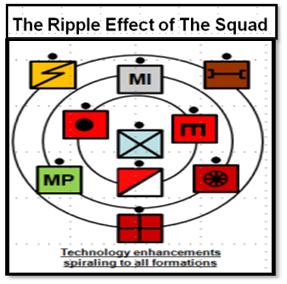 The Ripple Effect of The Squad
MI
MP
Technology enhancements
spiraling to all formations